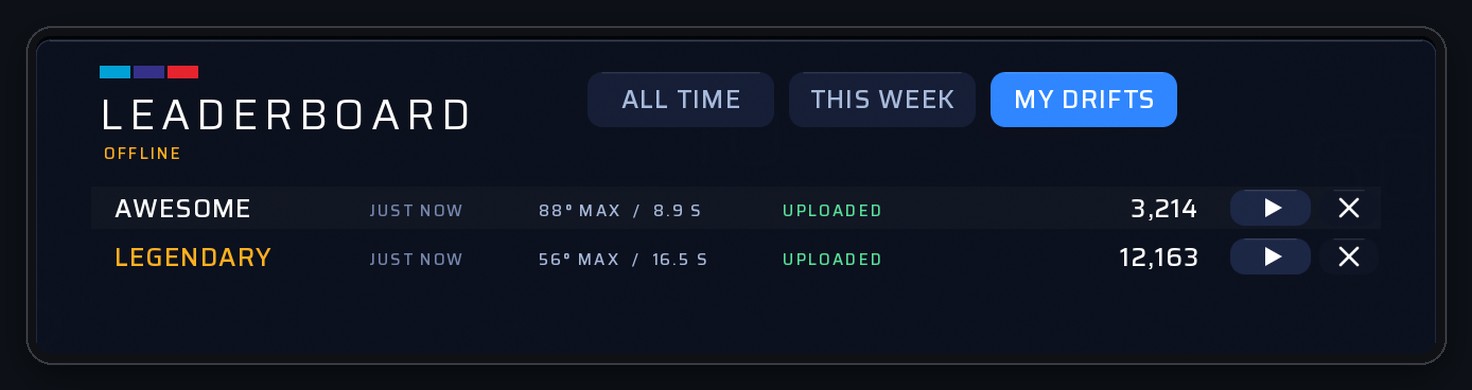 ALL TIME THIS WEEK MY DRIFTS
LEADERBOARD
OFFLINE
AWESOME JUST NOW 88° MAX / 8.9 S UPLOADED 3,214
LEGENDARY JUST NOW 56° MAX / 16.5 S UPLOADED 12,163